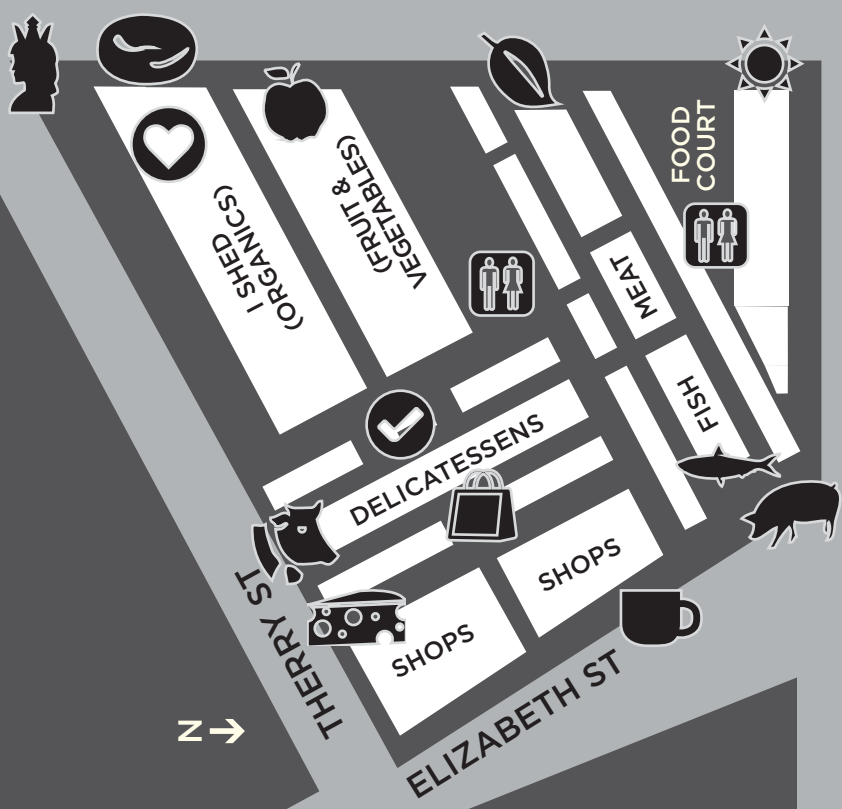 FOOD
COURT
I SHED
(ORGANICS)
(FRUIT &
VEGETABLES)
MEAT
FISH
DELICATESSENS
SHOPS
SHOPS
THERRY ST
ELIZABETH ST
N